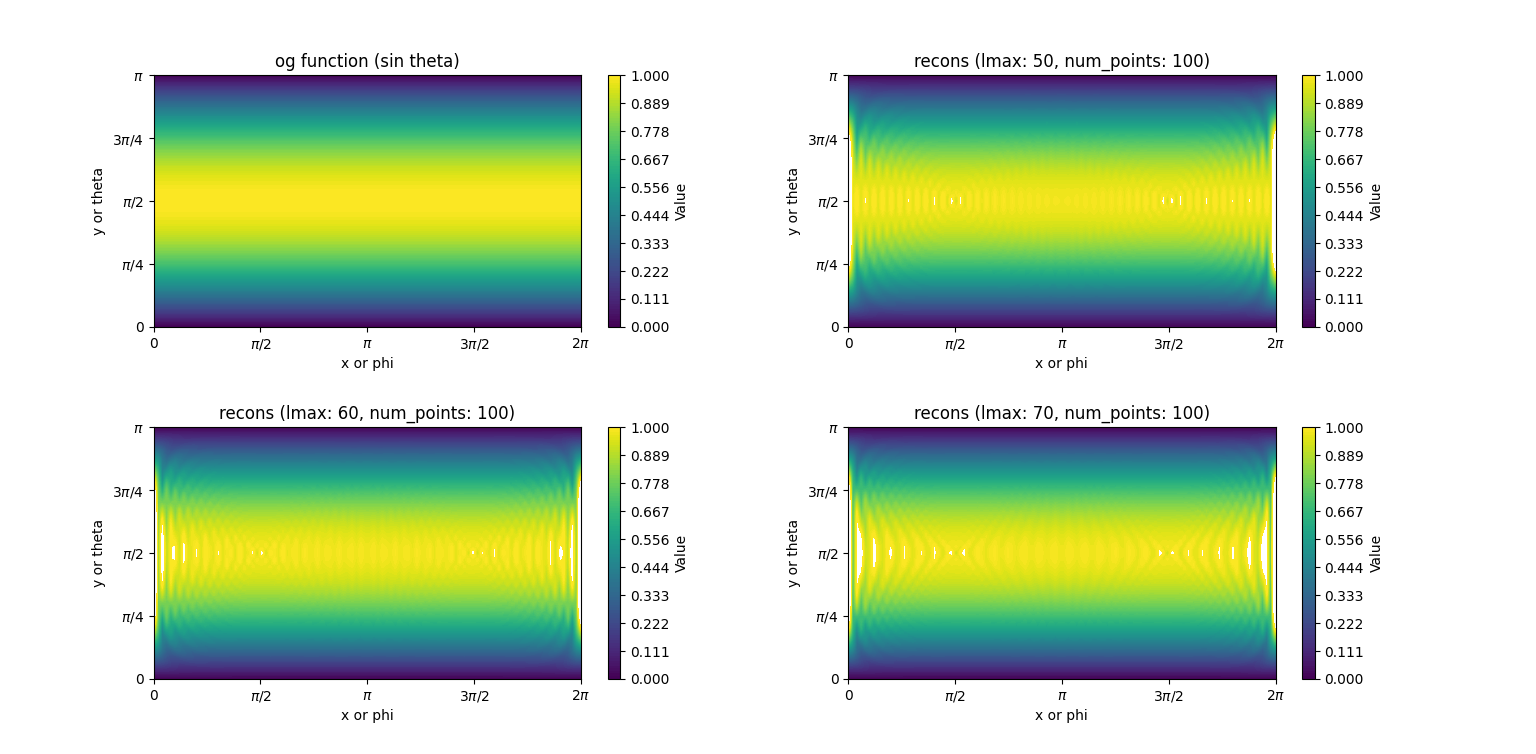 og function (sin theta)
π
3π/4
π/2
π/4
0
y or theta
0
π/2
π
3π/2
2π
x or phi
1.000
0.889
0.778
0.667
0.556
0.444
0.333
0.222
0.111
0.000
Value
recons (lmax: 50, num_points: 100)
π
3π/4
π/2
π/4
0
y or theta
0
π/2
π
3π/2
2π
x or phi
1.000
0.889
0.778
0.667
0.556
0.444
0.333
0.222
0.111
0.000
Value
recons (lmax: 60, num_points: 100)
π
3π/4
π/2
π/4
0
y or theta
0
π/2
π
3π/2
2π
x or phi
1.000
0.889
0.778
0.667
0.556
0.444
0.333
0.222
0.111
0.000
Value
recons (lmax: 70, num_points: 100)
π
3π/4
π/2
π/4
0
y or theta
0
π/2
π
3π/2
2π
x or phi
1.000
0.889
0.778
0.667
0.556
0.444
0.333
0.222
0.111
0.000
Value